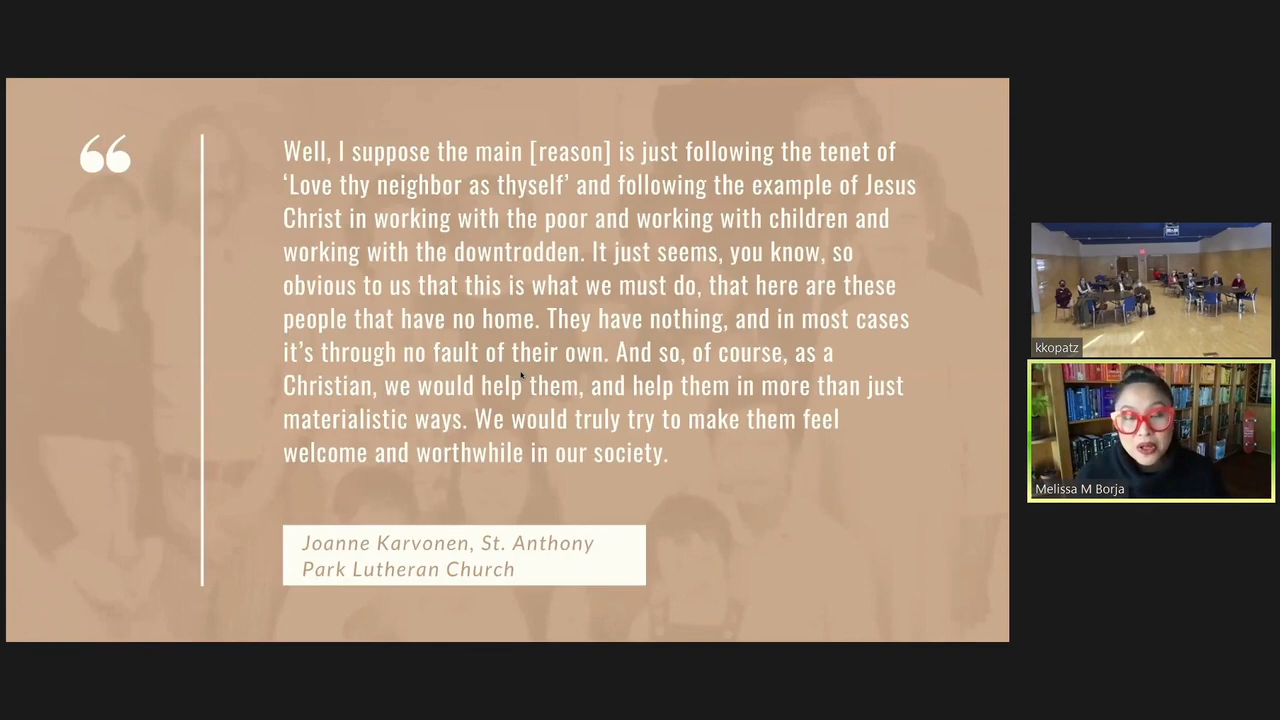 “
Well, I suppose the main [reason] is just following the tenet of
‘Love thy neighbor as thyself’ and following the example of Jesus
Christ in working with the poor and working with children and
working with the downtrodden. It just seems, you know, so
obvious to us that this is what we must do, that here are these
people that have no home. They have nothing, and in most cases
it’s through no fault of their own. And so, of course, as a
Christian, we would help them, and help them in more than just
materialistic ways. We would truly try to make them feel
welcome and worthwhile in our society.
Joanne Karvonen, St. Anthony
Park Lutheran Church
kkopatz
Melissa M Borja